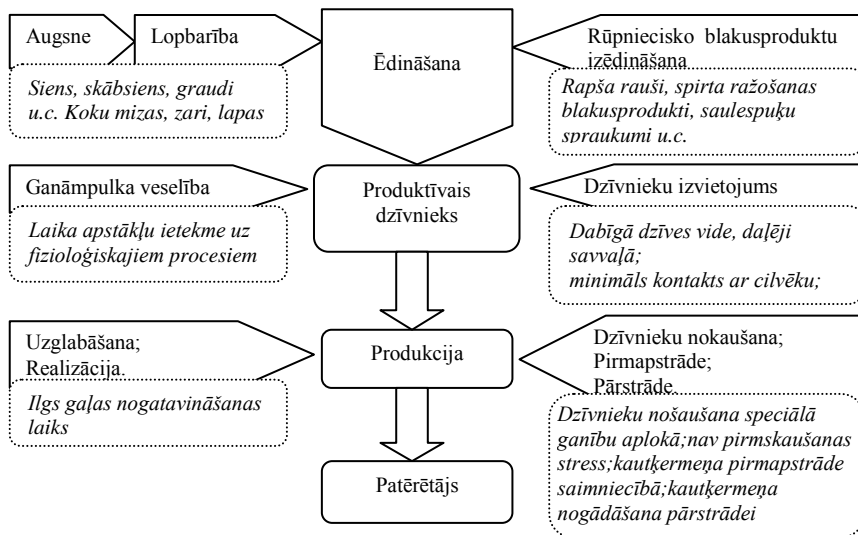 Augsne
Lopbarība
Siens, skābsiens, graudi
u.c. Koku mizas, zari, lapas
Ēdināšana
Rūpniecisko blakusproduktu
izēdināšana
Rapša rauši, spirta ražošanas
blakusprodukti, saulespuķu
spraukumi u.c.
Ganāmpulka veselība
Laika apstākļu ietekme uz
fizioloģiskajiem procesiem
Produktīvais
dzīvnieks
Dzīvnieku izvietojums
Dabīgā dzīves vide, daļēji
savvaļā;
minimāls kontakts ar cilvēku;
Uzglabāšana;
Realizācija.
Ilgs gaļas nogatavināšanas
laiks
Produkcija
Dzīvnieku nokaušana;
Pirmapstrāde;
Pārstrāde.
Dzīvnieku nošaušana speciālā
ganību aplokā;nav pirmskaušanas
stress;kautķermeņa pirmapstrāde
saimniecībā;kautķermeņa
nogādāšana pārstrādei
Patērētājs